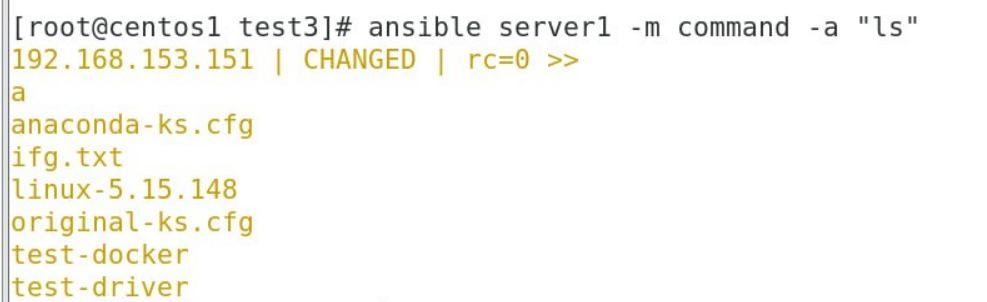 [root@centos1 test3]# ansible server1 -m command -a "ls"
192.168.153.151 | CHANGED | rc=0 >>
a
anaconda-ks.cfg
ifg.txt
linux-5.15.148
original-ks.cfg
test-docker
test-driver